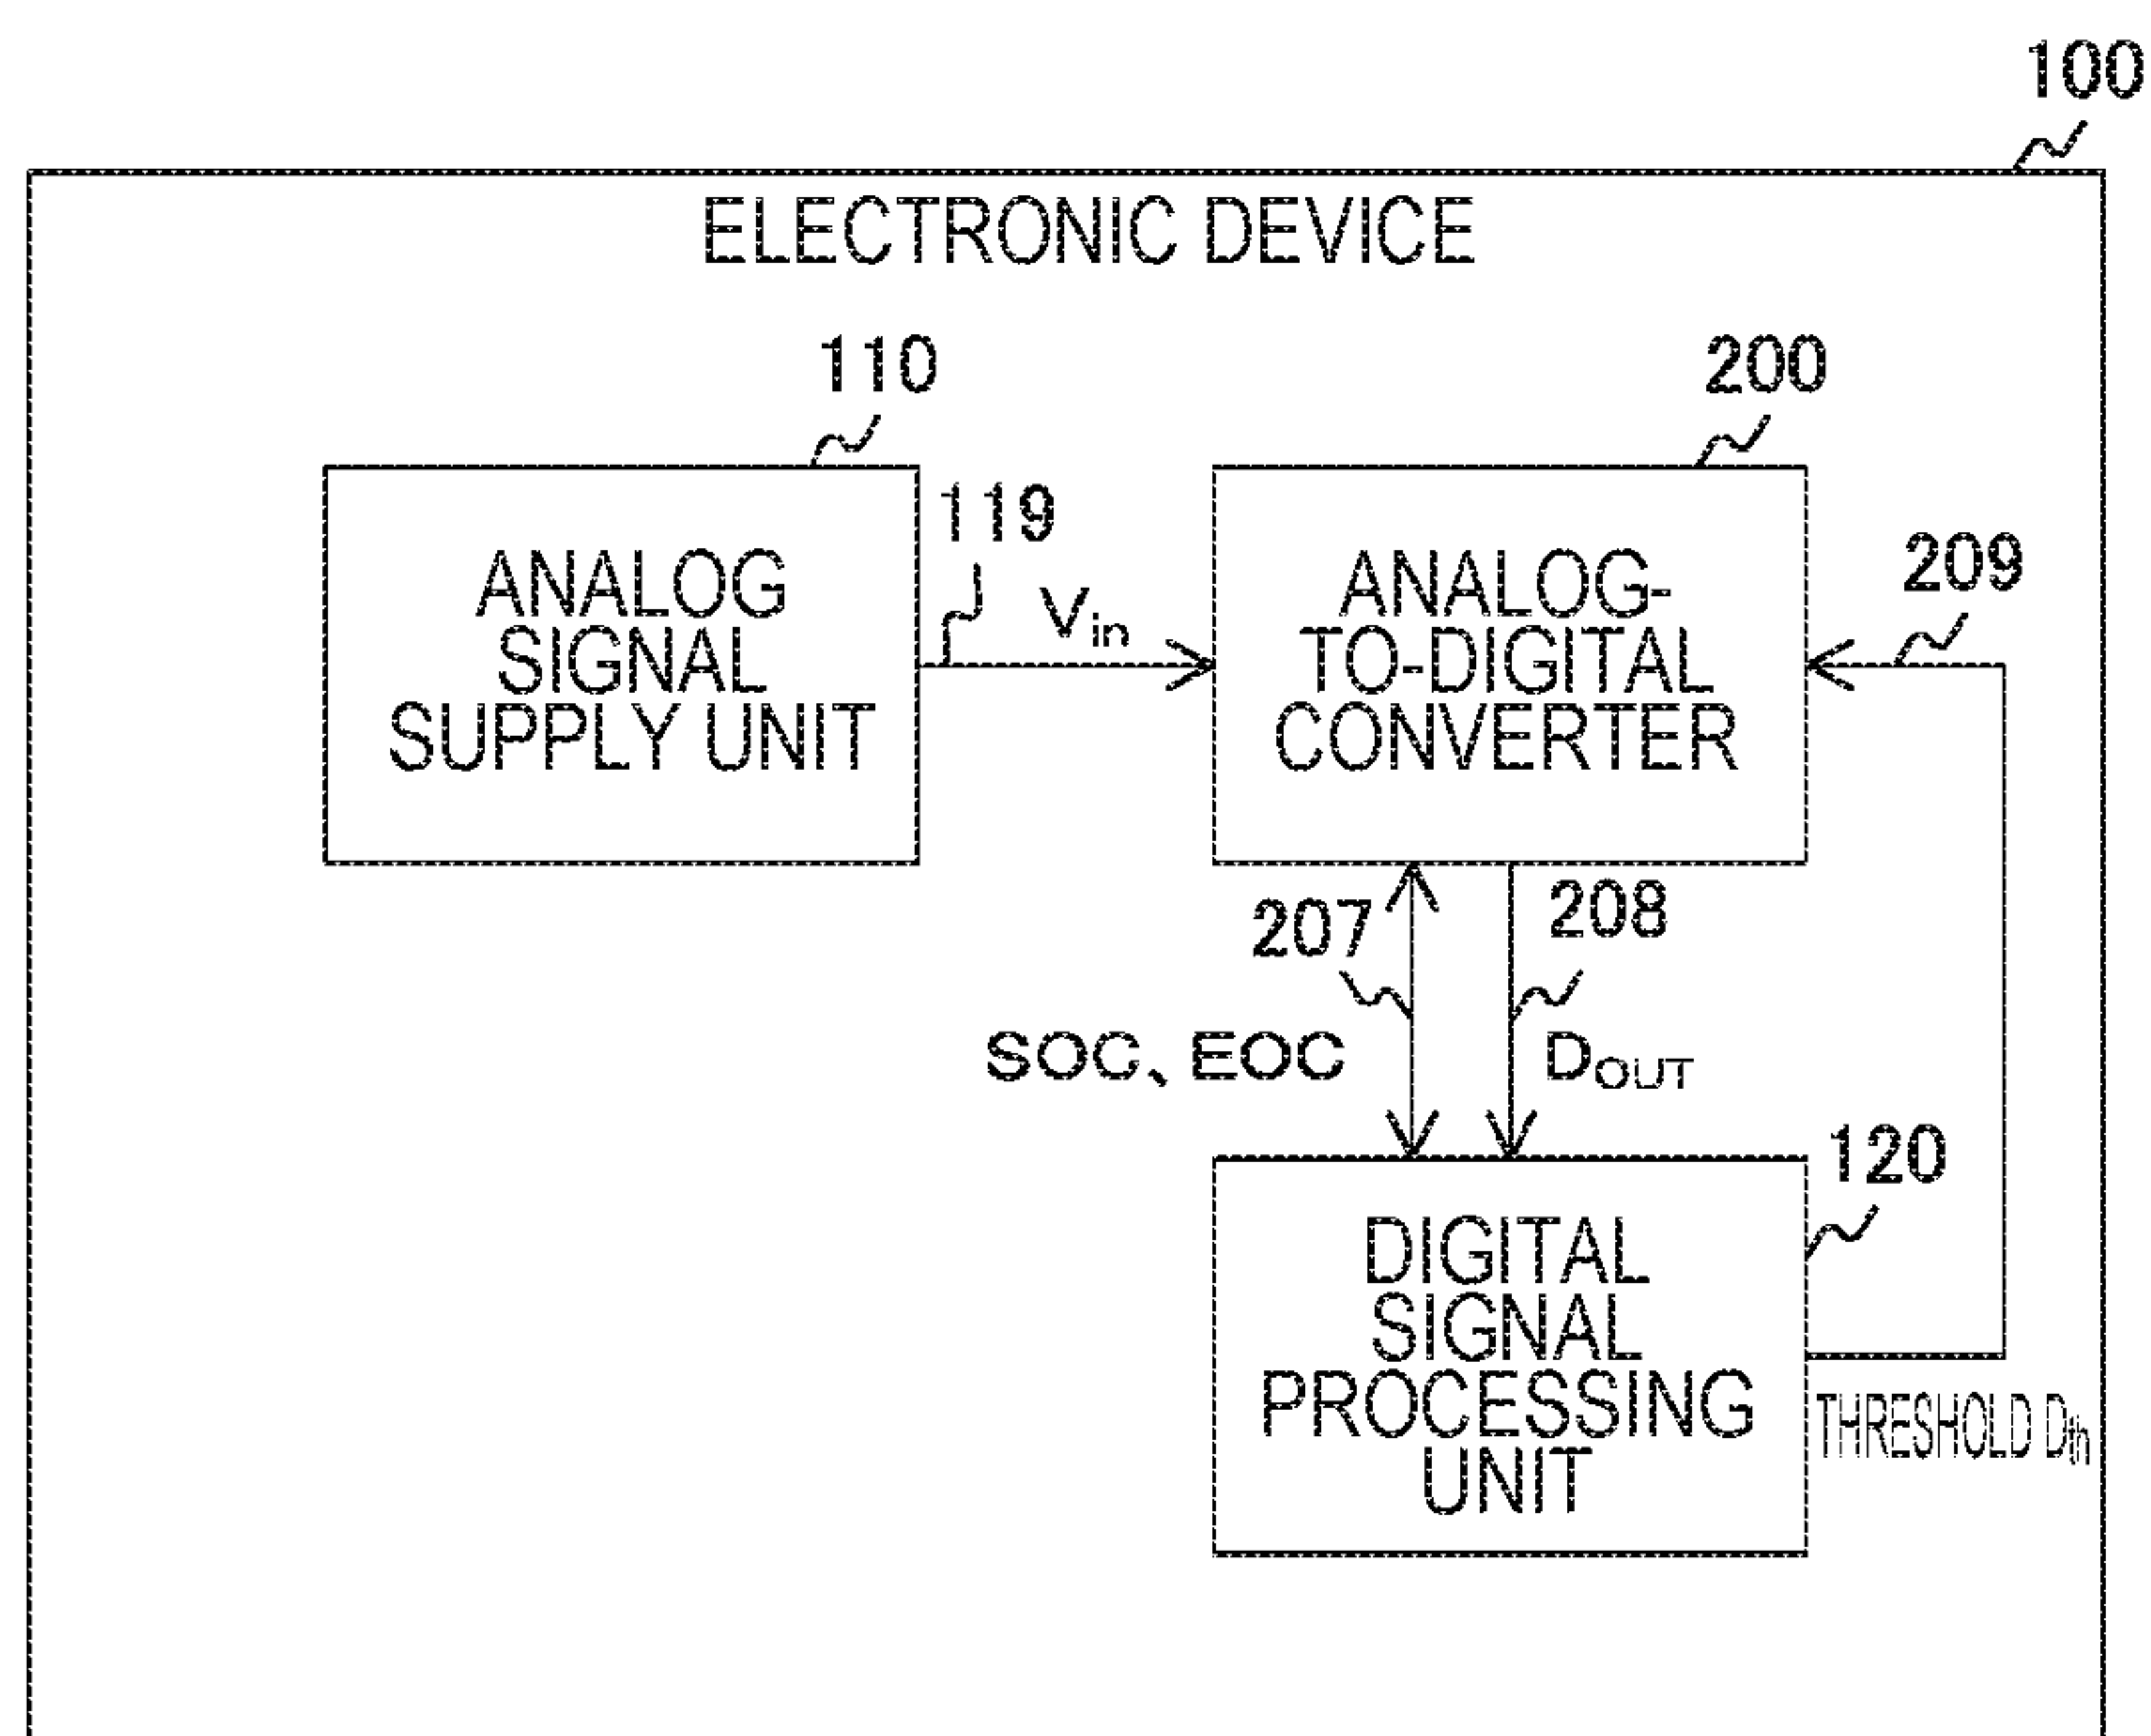 100
ELECTRONIC DEVICE
110
200
119
209
ANALOG
SIGNAL
SUPPLY UNIT
Vin
ANALOG-
TO-DIGITAL
CONVERTER
207
208
SOC、EOC
DOUT
120
DIGITAL
SIGNAL
PROCESSING
UNIT
THRESHOLD Dth